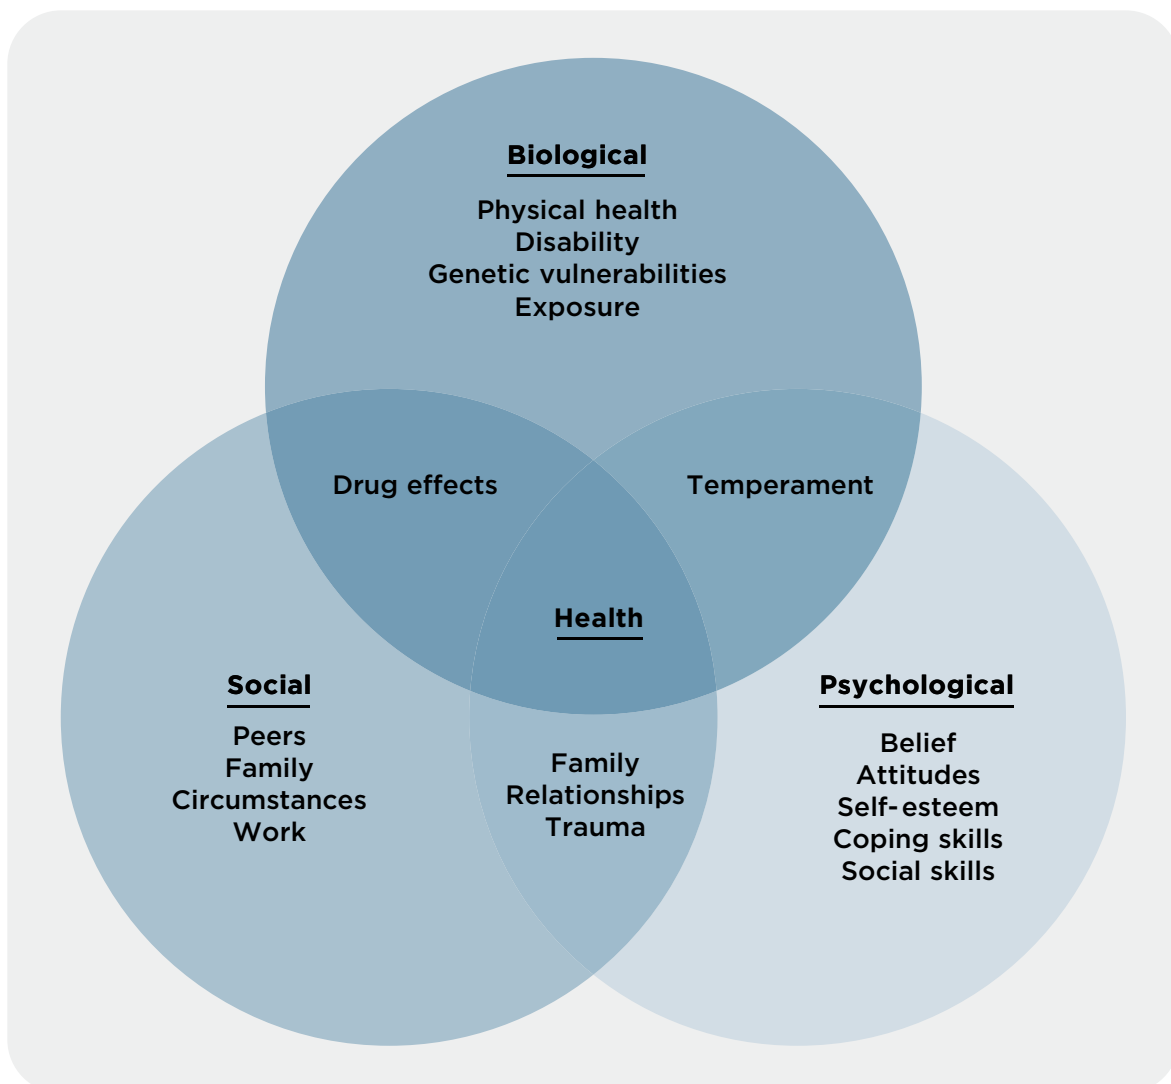 Biological
Physical health
Disability
Genetic vulnerabilities
Exposure
Drug effects
Temperament
Health
Social
Peers
Family
Circumstances
Work
Family
Relationships
Trauma
Psychological
Belief
Attitudes
Self-esteem
Coping skills
Social skills